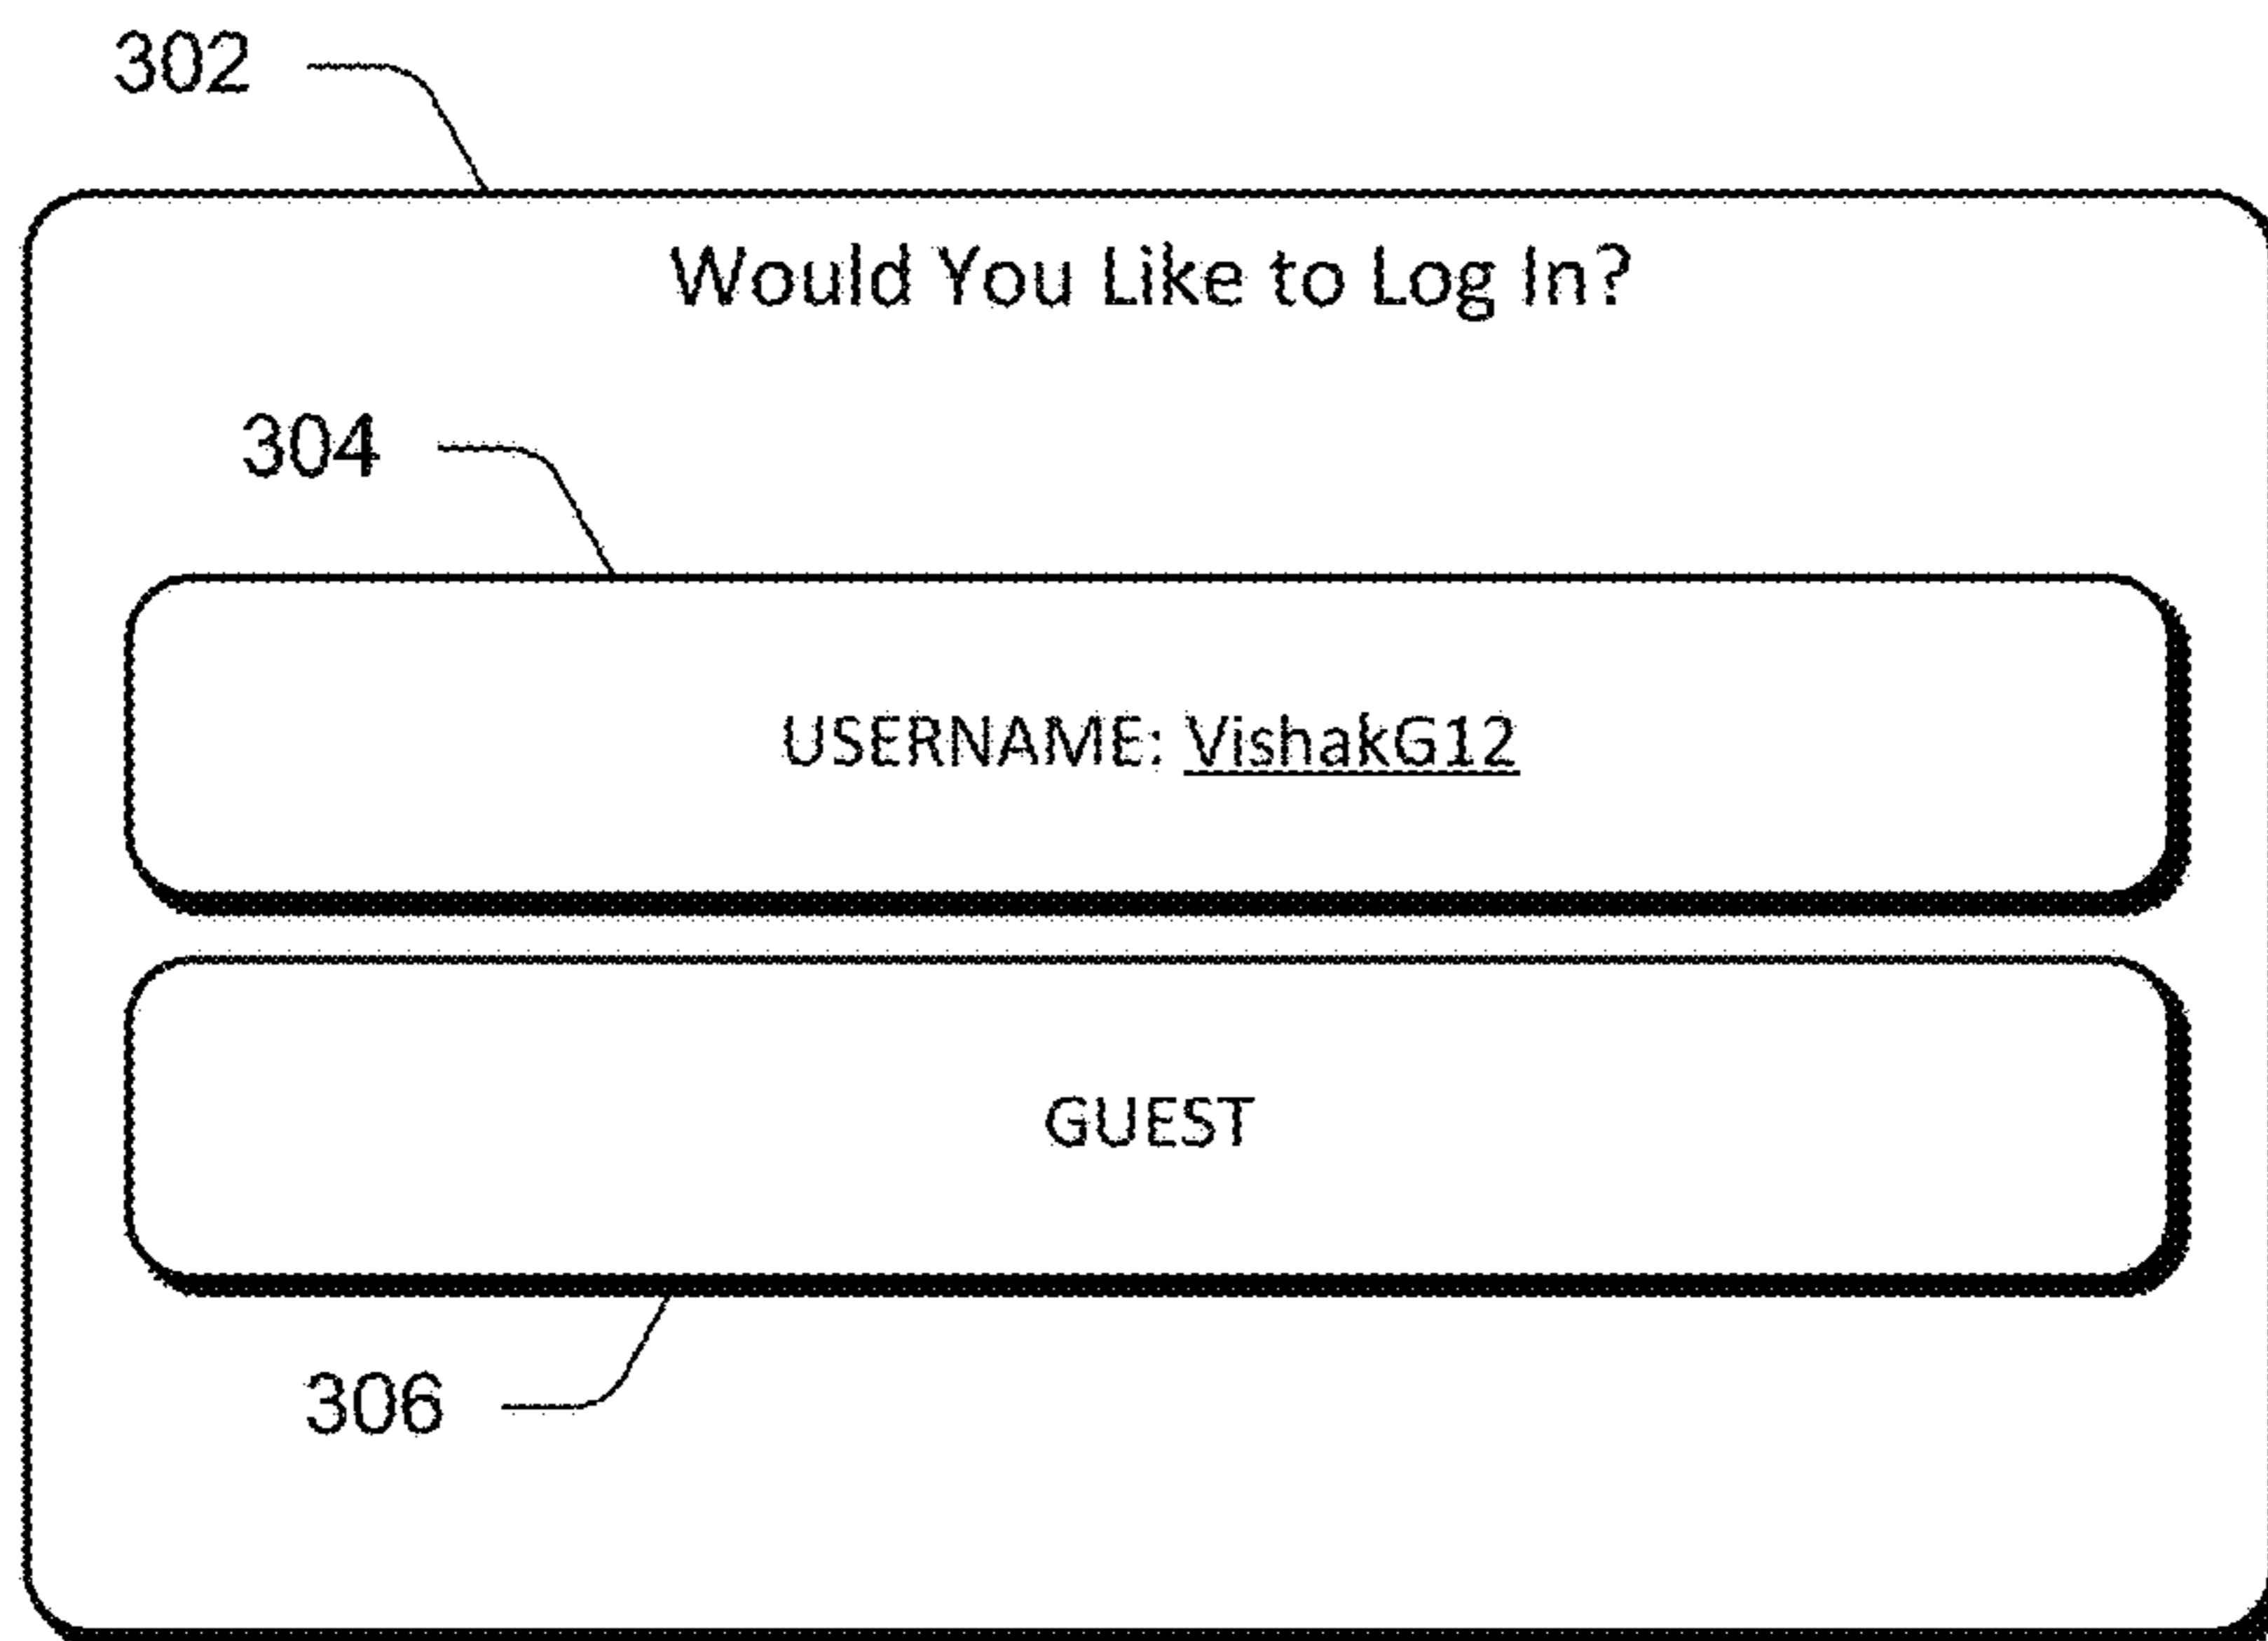 302
Would You Like to Log In?
304
USERNAME: VishakG12
GUEST
306